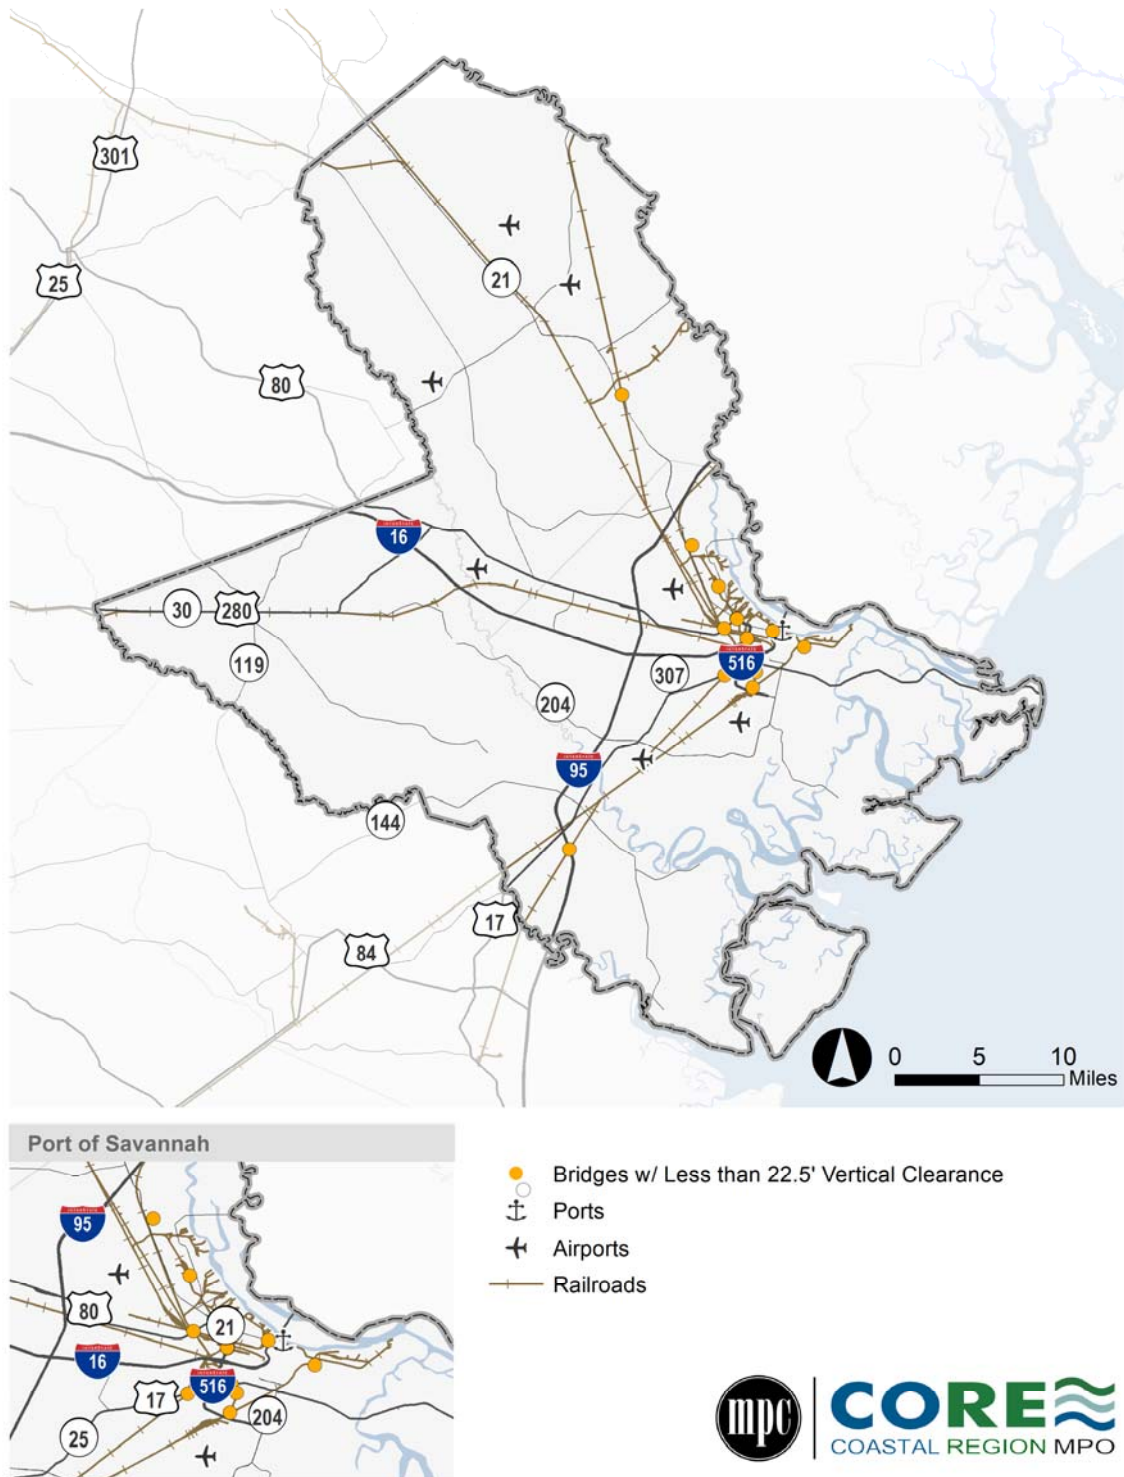 301
25
21
80
16
30
280
119
307
516
204
95
144
17
84
0 5 10
Miles
Port of Savannah
95
80
21
16
17
516
25
204
Bridges w/ Less than 22.5' Vertical Clearance
Ports
Airports
Railroads
mpc
CORE
COASTAL REGION MPO